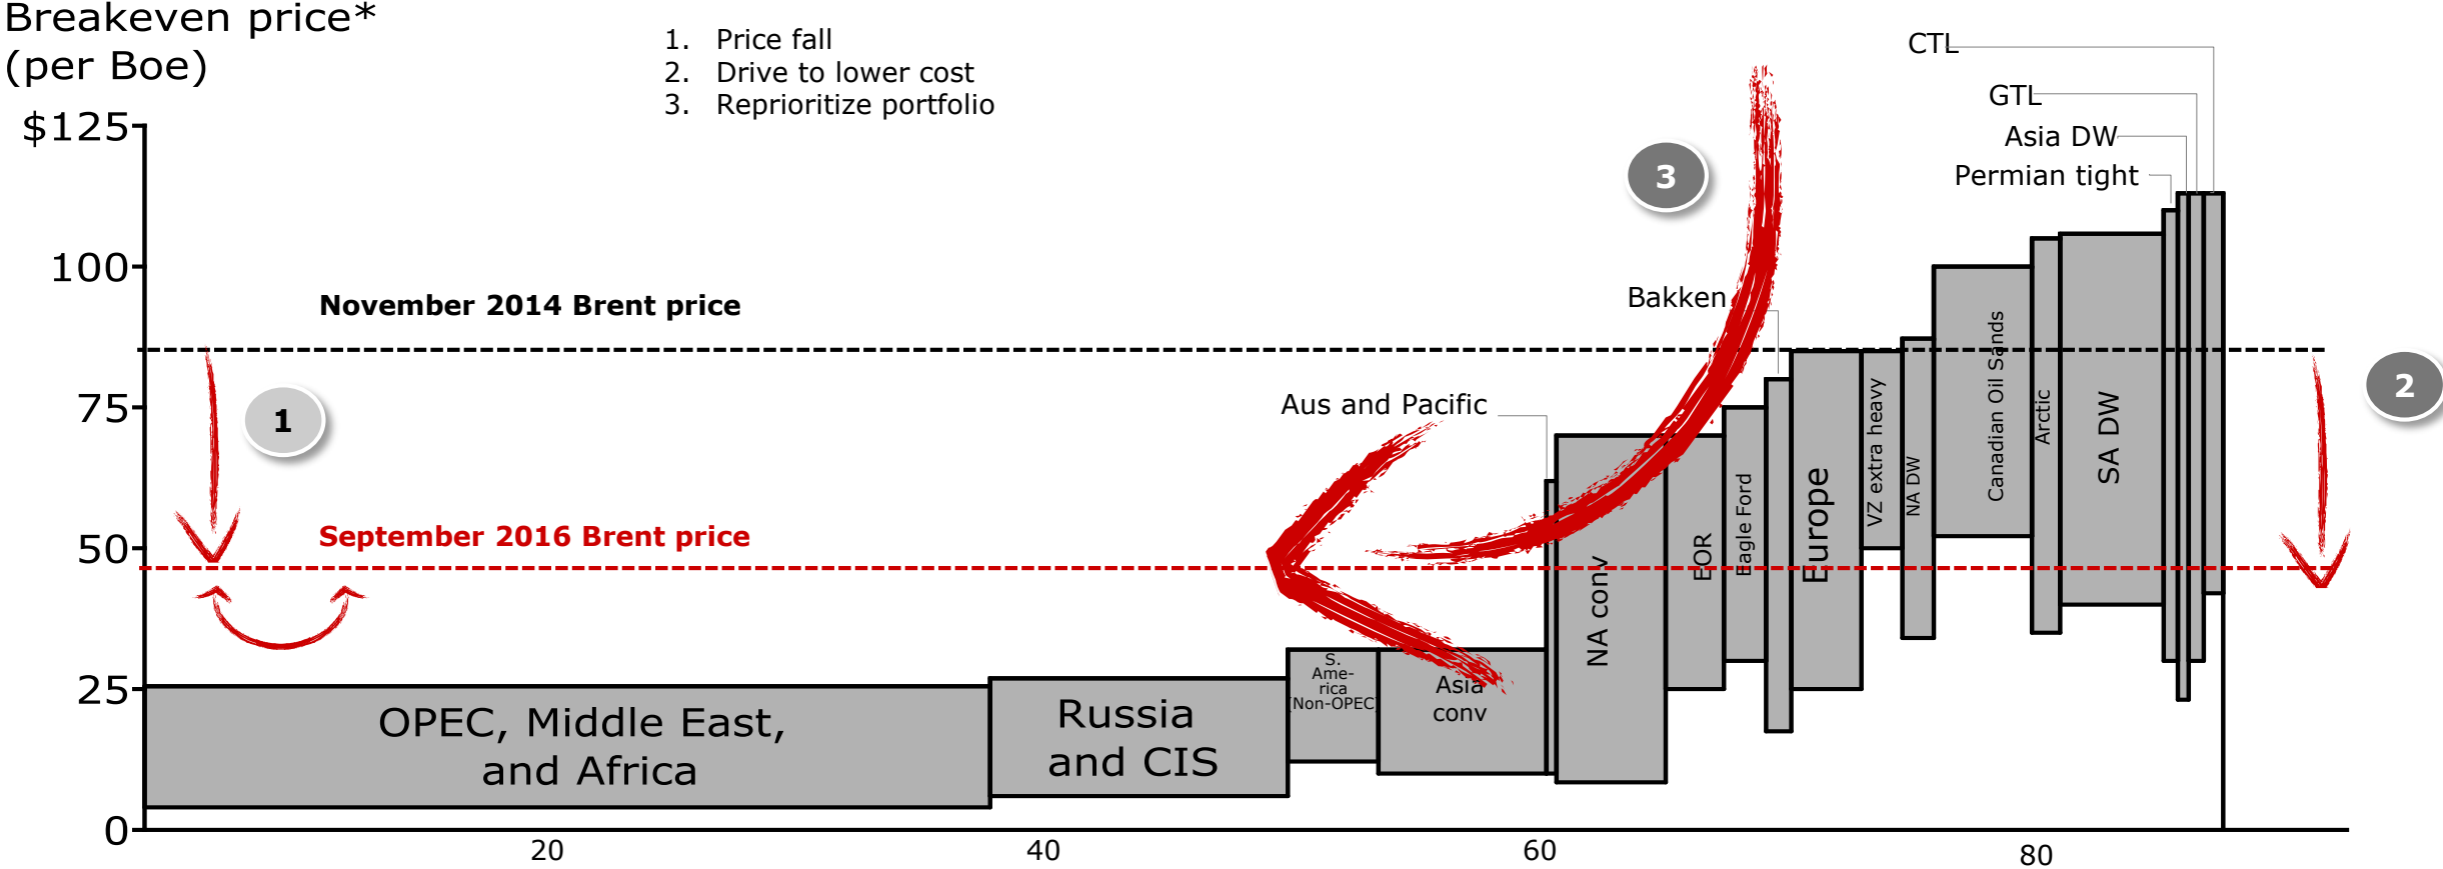 Breakeven price*
(per Boe)
1. Price fall
2. Drive to lower cost
3. Reprioritize portfolio
CTL
GTL
Asia DW
Permian tight
$125
100
75
50
25
0
3
November 2014 Brent price
Bakken
1
2
Aus and Pacific
September 2016 Brent price
OPEC, Middle East,
and Africa
Russia
and CIS
S.
Ame-
rica
(Non-OPEC)
Asia
conv
NA conv
EOR
Eagle Ford
Europe
VZ extra heavy
NA DW
Canadian Oil Sands
Arctic
SA DW
20
40
60
80